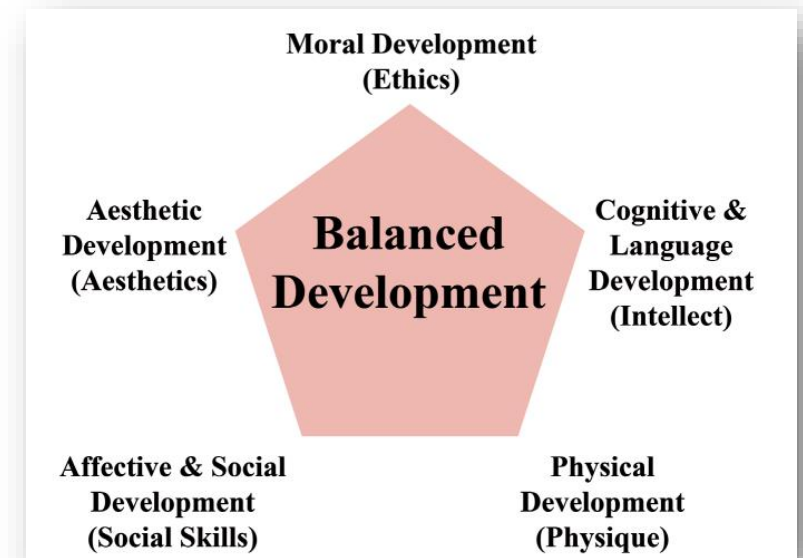 Moral Development
(Ethics)
Aesthetic
Development
(Aesthetics)
Balanced
Development
Cognitive &
Language
Development
(Intellect)
Affective & Social
Development
(Social Skills)
Physical
Development
(Physique)